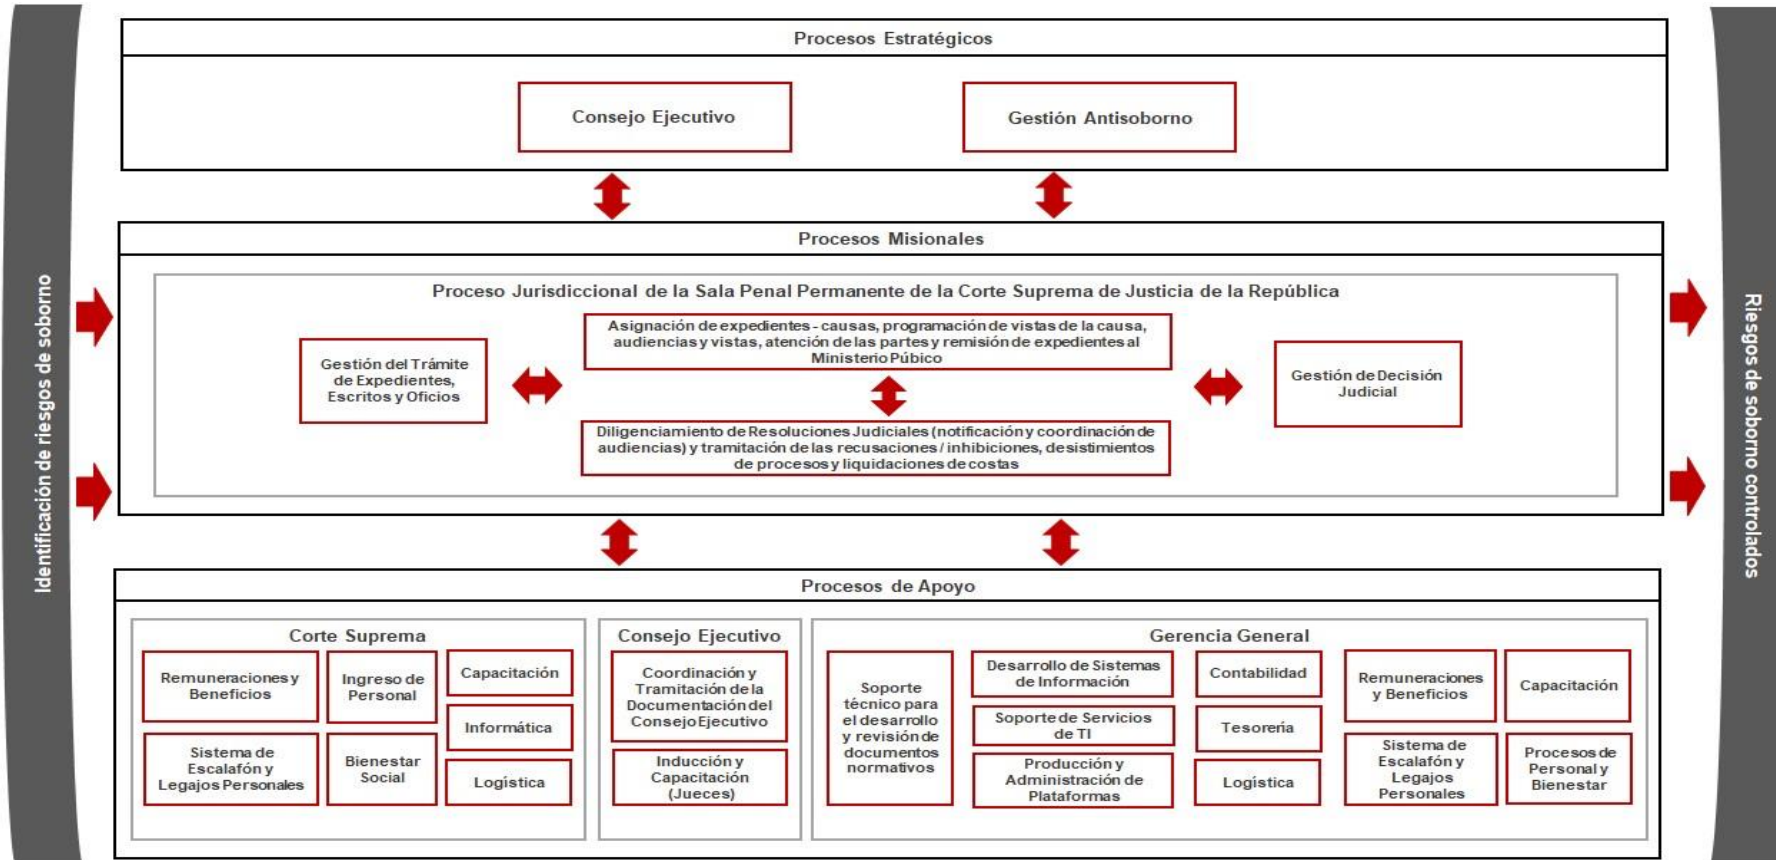 Identificación de riesgos de soborno
Procesos Estratégicos
Consejo Ejecutivo
Gestión Antisoborno
Procesos Misionales
Proceso Jurisdiccional de la Sala Penal Permanente de la Corte Suprema de Justicia de la República
Gestión del Trámite
de Expedientes,
Escritos y Oficios
Asignación de expedientes - causas, programación de vistas de la causa,
audiencias y vistas, atención de las partes y remisión de expedientes al
Ministerio Púbico
Diligenciamiento de Resoluciones Judiciales (notificación y coordinación de
audiencias) y tramitación de las recusaciones / inhibiciones, desistimientos
de procesos y liquidaciones de costas
Gestión de Decisión
Judicial
Procesos de Apoyo
Corte Suprema
Remuneraciones y
Beneficios
Ingreso de
Personal
Capacitación
Informática
Sistema de
Escalafón y
Legajos Personales
Bienestar
Social
Logística
Consejo Ejecutivo
Coordinación y
Tramitación de la
Documentación del
Consejo Ejecutivo
Inducción y
Capacitación
(Jueces)
Gerencia General
Soporte
técnico para
el desarrollo
y revisión de
documentos
normativos
Desarrollo de Sistemas
de Información
Soporte de Servicios
de TI
Producción y
Administración de
Plataformas
Contabilidad
Tesorería
Logística
Remuneraciones
y Beneficios
Sistema de
Escalafón y
Legajos
Personales
Capacitación
Procesos de
Personal y
Bienestar
Riesgos de soborno controlados